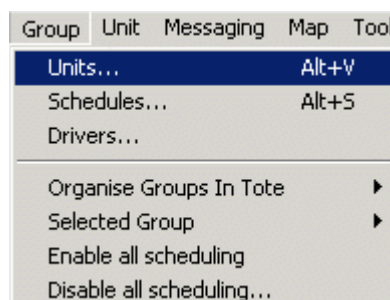 Group Unit Messaging Map Tool
Units... Alt+V
Schedules... Alt+S
Drivers...
Organise Groups In Tote
Selected Group
Enable all scheduling
Disable all scheduling...